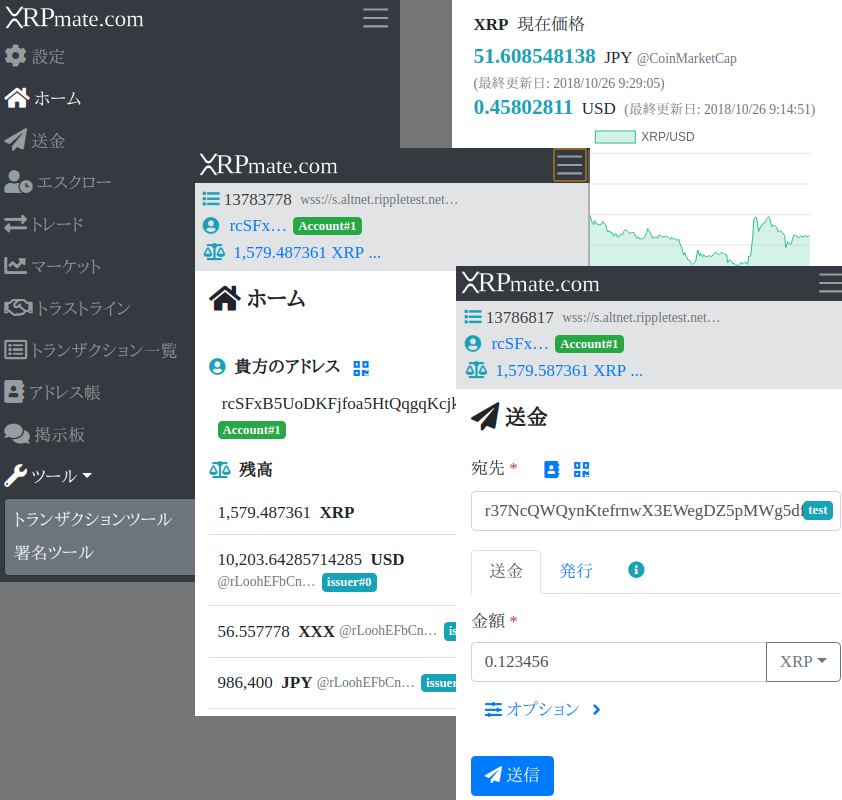 XRPmate.com
設定
ホーム
送金
エスクロー
トレード
マーケット
トラストライン
トランザクション一覧
アドレス帳
掲示板
ツール
トランザクションツール
署名ツール
XRP 現在価格
51.608548138 JPY @CoinMarketCap
(最終更新日: 2018/10/26 9:29:05)
0.45802811 USD (最終更新日: 2018/10/26 9:14:51)
XRP/USD
XRPmate.com
13783778 wss://s.altnet.rippletest.net…
rcSFx… Account#1
1,579.487361 XRP ...
ホーム
貴方のアドレス
rcSFxB5UoDKFjfoa5HtQqgqKcjk
Account#1
残高
1,579.487361 XRP
10,203.64285714285 USD
@rLoohEFbCn… issuer#0
56.557778 XXX @rLoohEFbCn… is
986,400 JPY @rLoohEFbCn… issuer
XRPmate.com
13786817 wss://s.altnet.rippletest.net…
rcSFx… Account#1
1,579.587361 XRP ...
送金
宛先 *
r37NcQWQynKtefrnwX3EWegDZ5pMWg5df test
送金 発行
金額 *
0.123456 XRP
オプション
送信